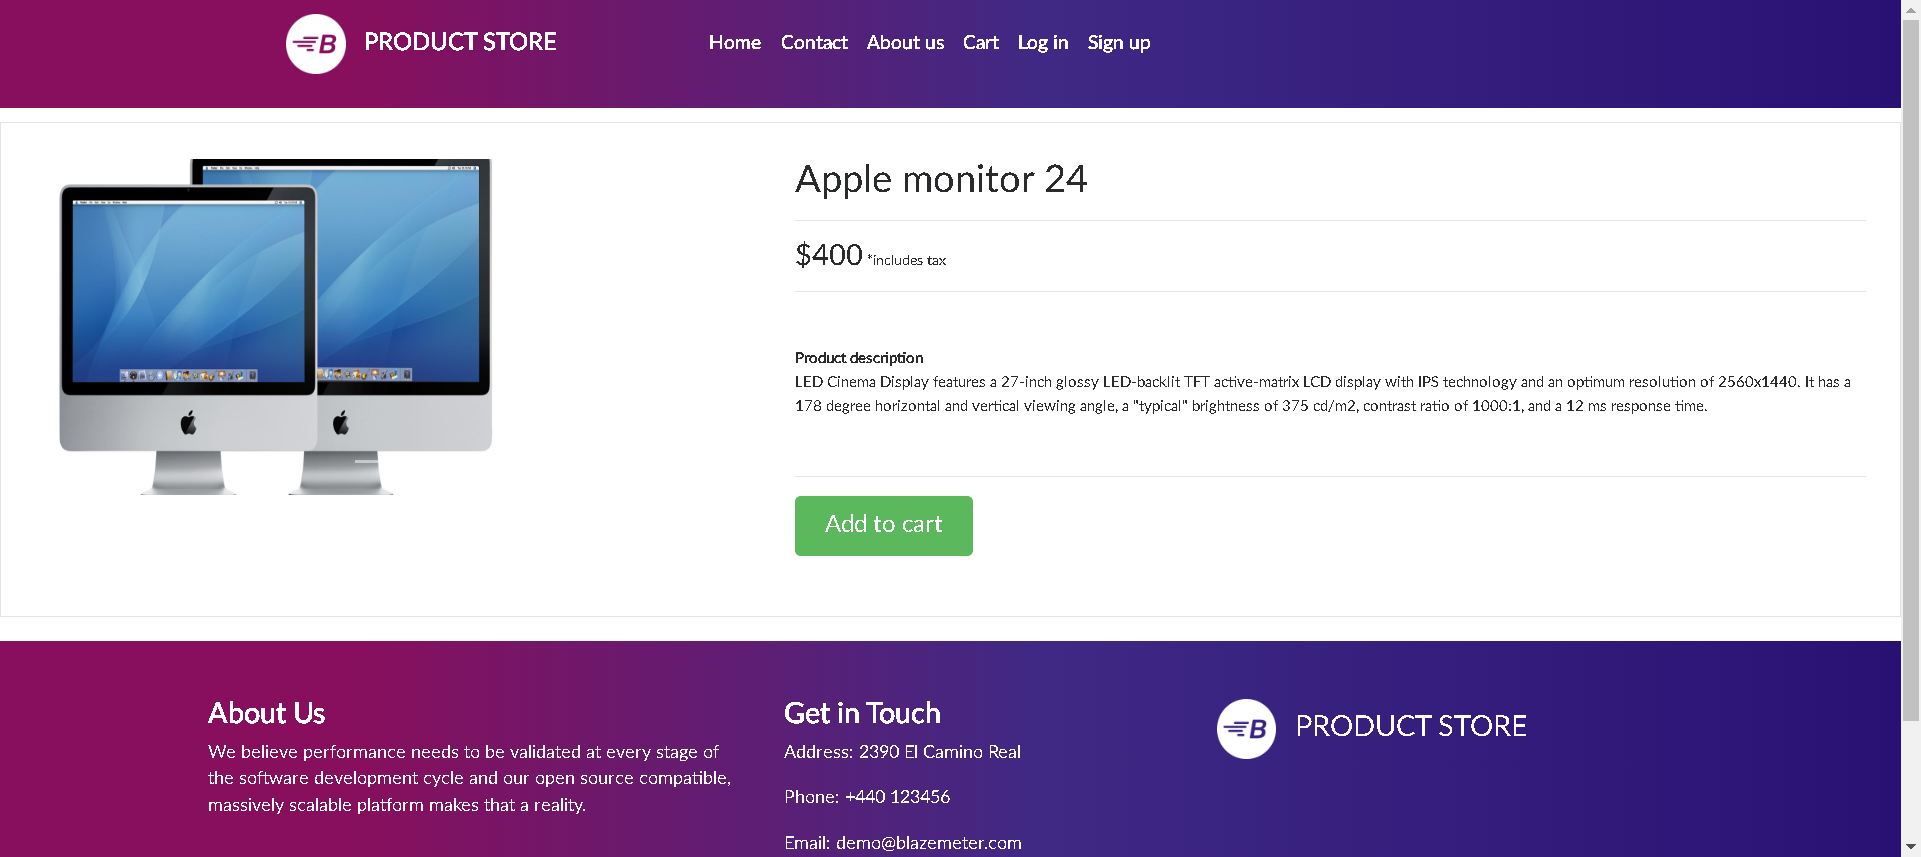 B PRODUCT STORE
Home Contact About us Cart Log in Sign up
Apple monitor 24
$400 *includes tax
Product description
LED Cinema Display features a 27-inch glossy LED-backlit TFT active-matrix LCD display with IPS technology and an optimum resolution of 2560x1440. It has a
178 degree horizontal and vertical viewing angle, a "typical" brightness of 375 cd/m2, contrast ratio of 1000:1, and a 12 ms response time.
Add to cart
About Us
We believe performance needs to be validated at every stage of
the software development cycle and our open source compatible,
massively scalable platform makes that a reality.
Get in Touch
Address: 2390 El Camino Real
Phone: +440 123456
Email: demo@blazemeter.com
B PRODUCT STORE